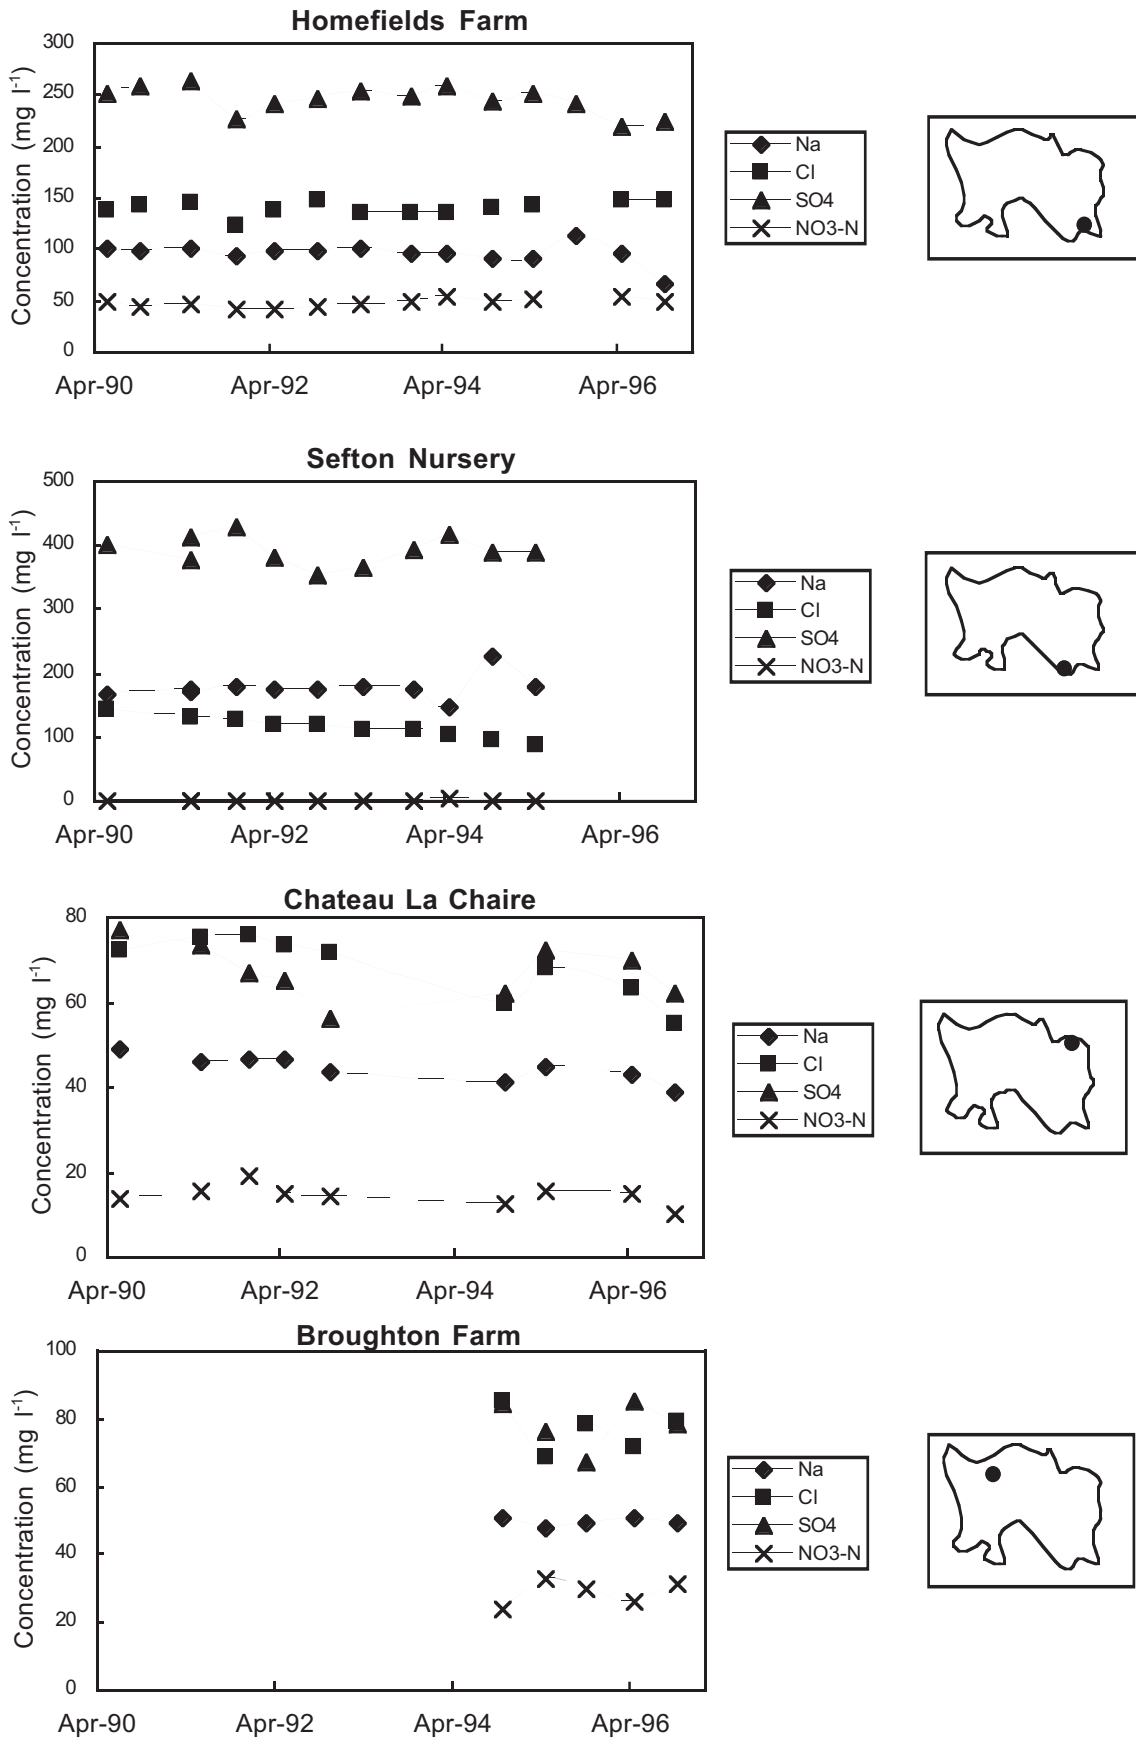 Homefields Farm
Concentration (mg l-1)
300
250
200
150
100
50
0
Apr-90
Apr-92
Apr-94
Apr-96
Na
Cl
SO4
NO3-N
Sefton Nursery
Concentration (mg l-1)
500
400
300
200
100
0
Apr-90
Apr-92
Apr-94
Apr-96
Na
Cl
SO4
NO3-N
Chateau La Chaire
Concentration (mg l-1)
80
60
40
20
0
Apr-90
Apr-92
Apr-94
Apr-96
Na
Cl
SO4
NO3-N
Broughton Farm
Concentration (mg l-1)
100
80
60
40
20
0
Apr-90
Apr-92
Apr-94
Apr-96
Na
Cl
SO4
NO3-N